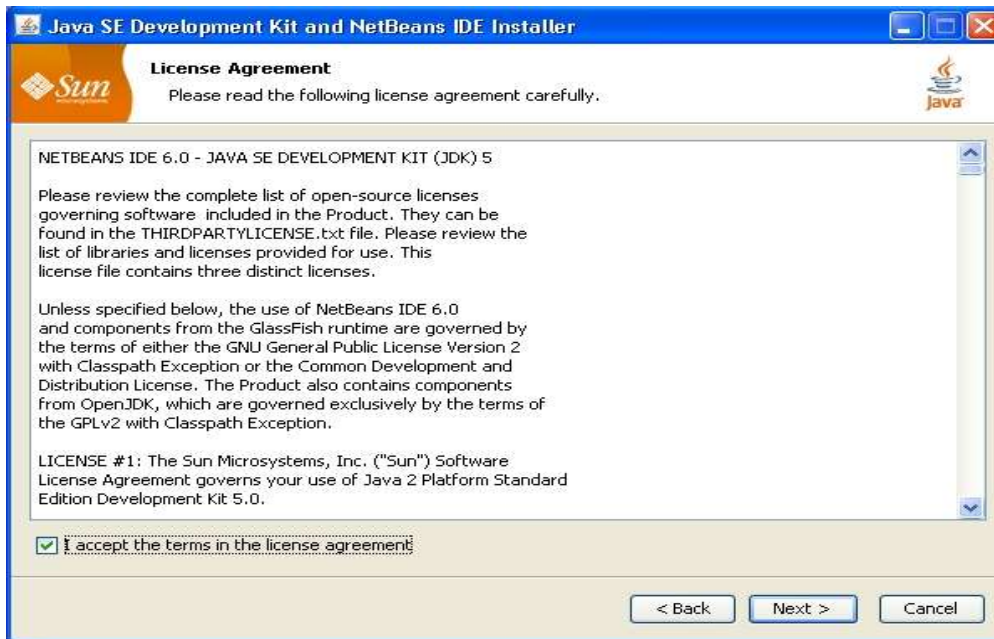 Java SE Development Kit and NetBeans IDE Installer
Sun
microsystems
License Agreement
Please read the following license agreement carefully.
Java
NETBEANS IDE 6.0 - JAVA SE DEVELOPMENT KIT (JDK) 5
Please review the complete list of open-source licenses
governing software included in the Product. They can be
found in the THIRDPARTYLICENSE.txt file. Please review the
list of libraries and licenses provided for use. This
license file contains three distinct licenses.
Unless specified below, the use of NetBeans IDE 6.0
and components from the GlassFish runtime are governed by
the terms of either the GNU General Public License Version 2
with Classpath Exception or the Common Development and
Distribution License. The Product also contains components
from OpenJDK, which are governed exclusively by the terms of
the GPLv2 with Classpath Exception.
LICENSE #1: The Sun Microsystems, Inc. ("Sun") Software
License Agreement governs your use of Java 2 Platform Standard
Edition Development Kit 5.0.
I accept the terms in the license agreement
< Back Next > Cancel